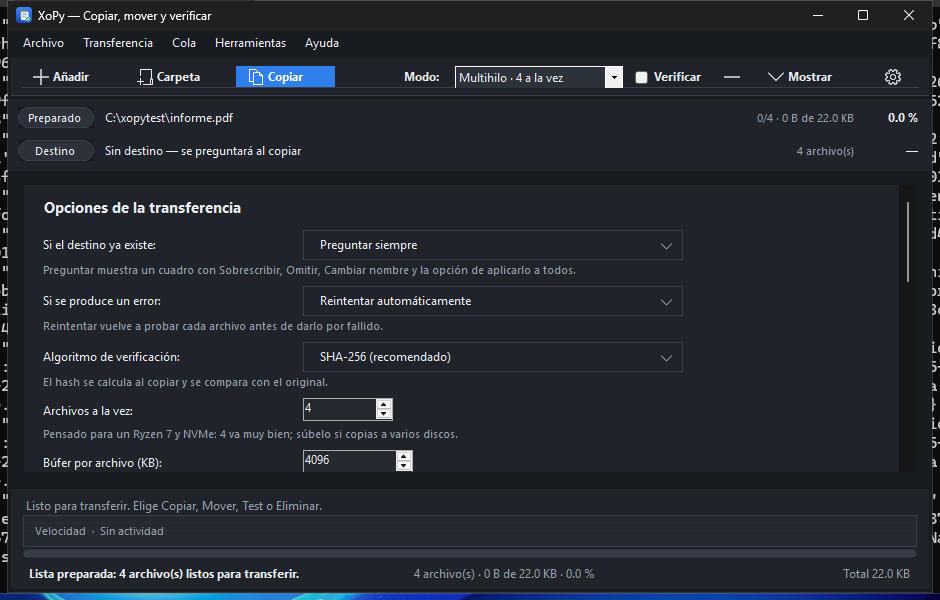 XoPy — Copiar, mover y verificar
Archivo Transferencia Cola Herramientas Ayuda
Añadir Carpeta Copiar Modo: Multihilo · 4 a la vez Verificar Mostrar
Preparado C:\xopytest\informe.pdf 0/4 · 0 B de 22.0 KB 0.0 %
Destino Sin destino — se preguntará al copiar 4 archivo(s)
Opciones de la transferencia
Si el destino ya existe: Preguntar siempre
Preguntar muestra un cuadro con Sobrescribir, Omitir, Cambiar nombre y la opción de aplicarlo a todos.
Si se produce un error: Reintentar automáticamente
Reintentar vuelve a probar cada archivo antes de darlo por fallido.
Algoritmo de verificación: SHA-256 (recomendado)
El hash se calcula al copiar y se compara con el original.
Archivos a la vez: 4
Pensado para un Ryzen 7 y NVMe: 4 va muy bien; súbelo si copias a varios discos.
Búfer por archivo (KB): 4096
Listo para transferir. Elige Copiar, Mover, Test o Eliminar.
Velocidad · Sin actividad
Lista preparada: 4 archivo(s) listos para transferir. 4 archivo(s) · 0 B de 22.0 KB · 0.0 % Total 22.0 KB